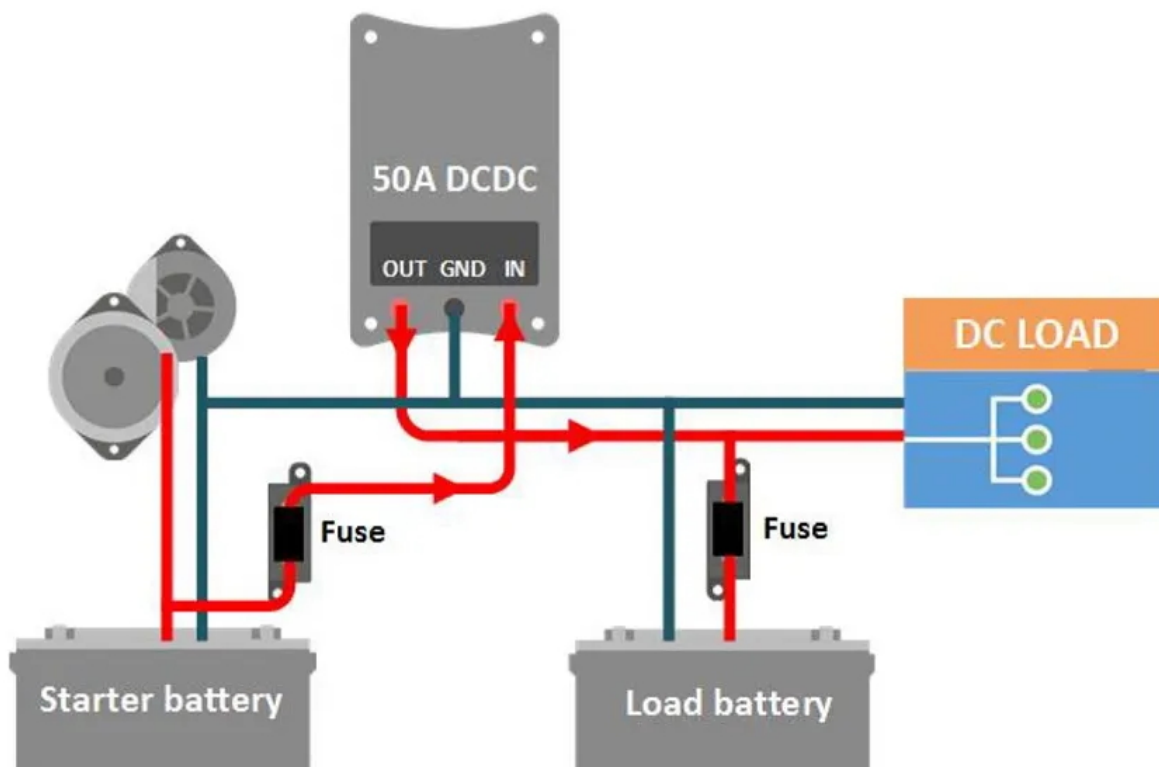 50A DCDC
OUT GND IN
DC LOAD
Fuse
Fuse
Starter battery
Load battery